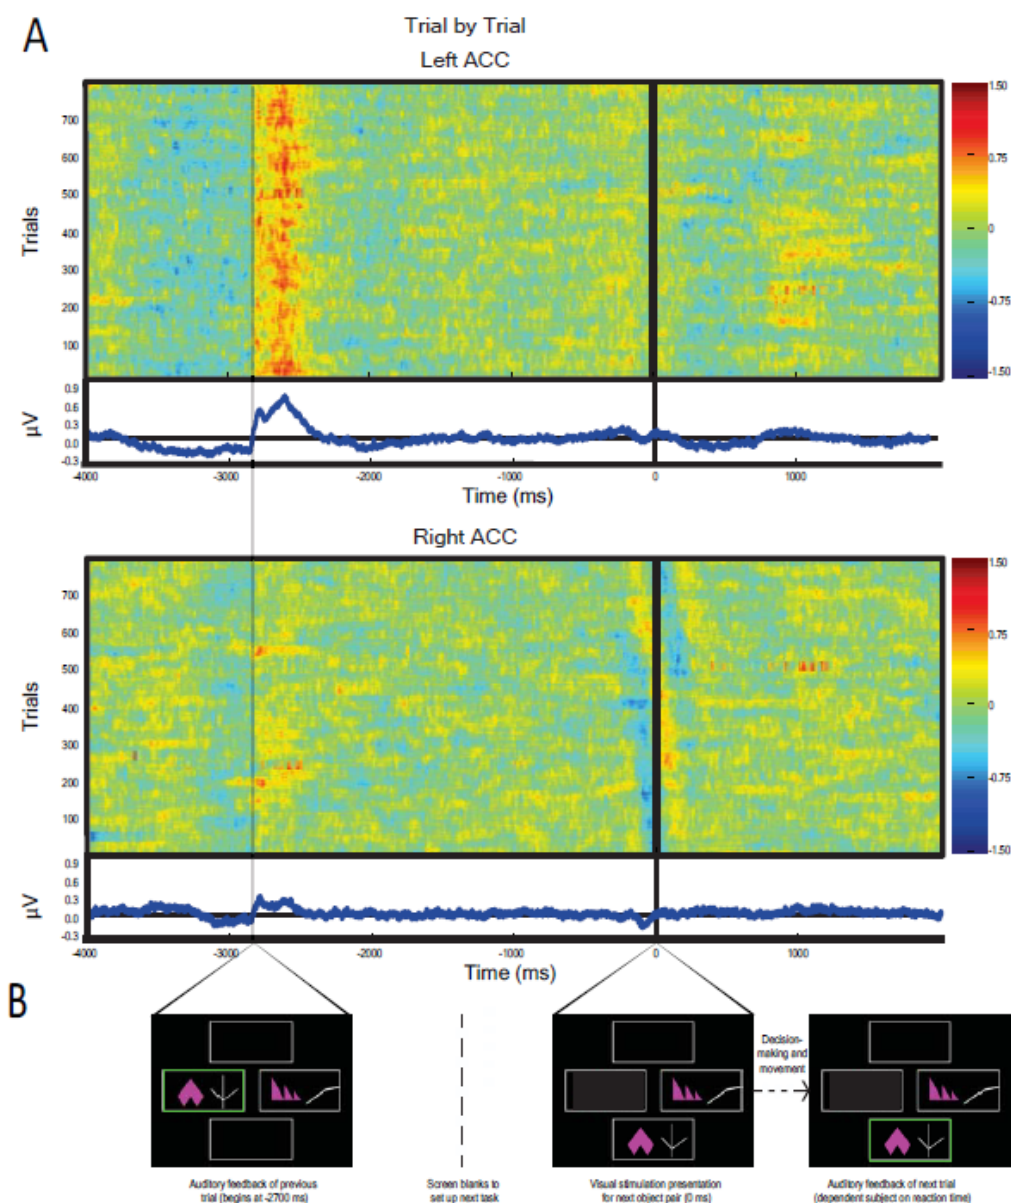 A
Trial by Trial
Left ACC
Trials
700
600
500
400
300
200
100
1.50
0.75
0
-0.75
-1.50
µV
0.9
0.6
0.3
0.0
-0.3
-4000 -3000 -2000 -1000 0 1000
Time (ms)
Right ACC
Trials
700
600
500
400
300
200
100
1.50
0.75
0
-0.75
-1.50
µV
0.9
0.6
0.3
0.0
-0.3
-4000 -3000 -2000 -1000 0 1000
Time (ms)
B
Decision-
making and
movement
Auditory feedback of previous
trial (begins at -2700 ms)
Screen blanks to
set up next task
Visual stimulation presentation
for next object pair (0 ms)
Auditory feedback of next trial
(dependent subject on reaction time)